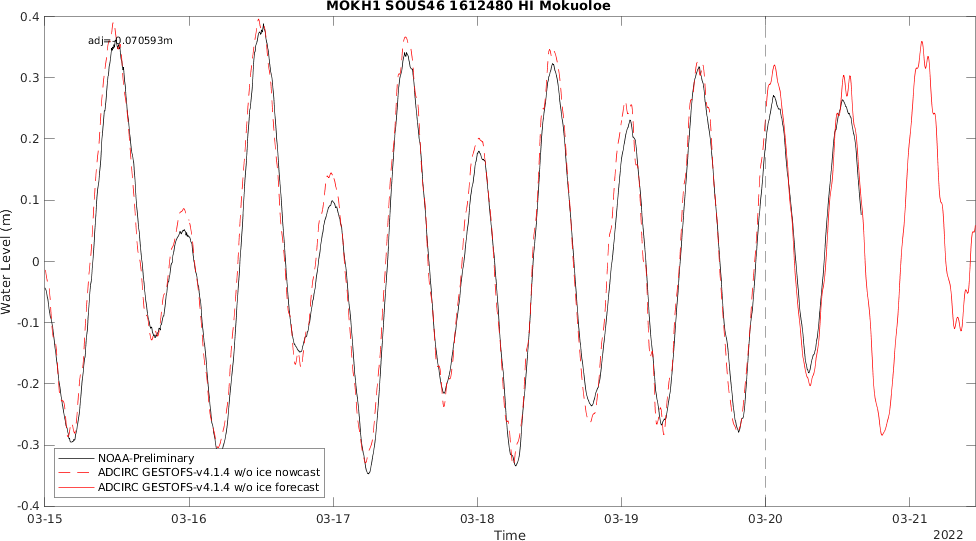 MOKH1 SOUS46 1612480 HI Mokuoloe
adj=-0.070593m
Water Level (m)
0.4
0.3
0.2
0.1
0
-0.1
-0.2
-0.3
-0.4
NOAA-Preliminary
ADCIRC GESTOFS-v4.1.4 w/o ice nowcast
ADCIRC GESTOFS-v4.1.4 w/o ice forecast
03-15 03-16 03-17 03-18 03-19 03-20 03-21
Time
2022